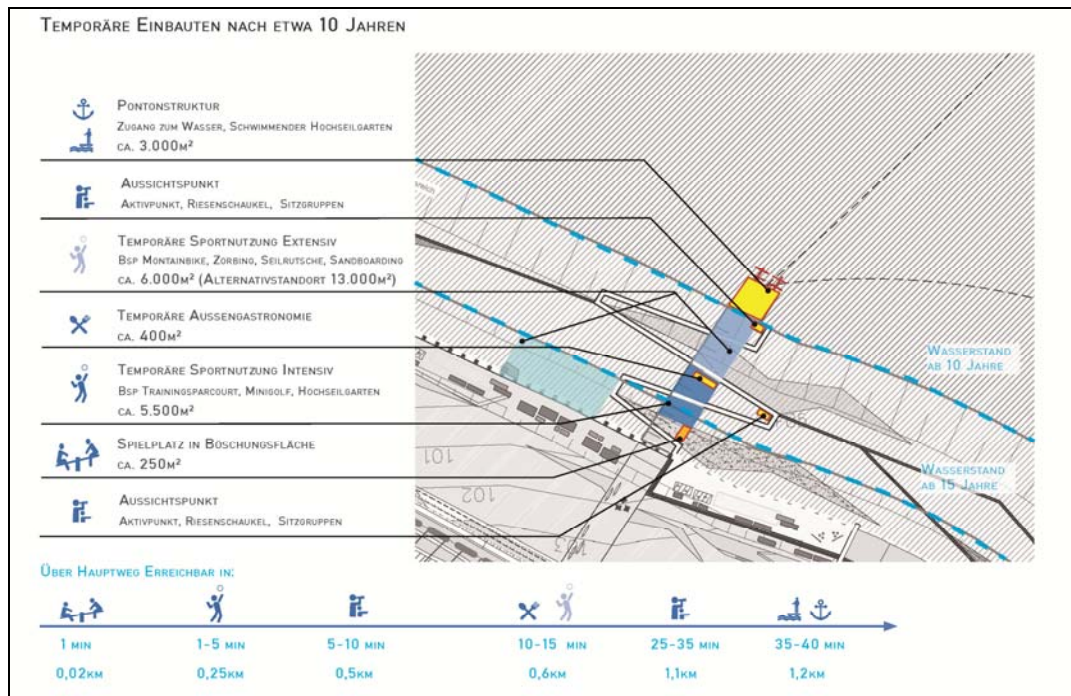 Temporäre Einbauten nach etwa 10 Jahren
Pontonstruktur
Zugang zum Wasser, Schwimmender Hochseilgarten
ca. 3.000m²
Aussichtspunkt
Aktivpunkt, Riesenschaukel, Sitzgruppen
Temporäre Sportnutzung Extensiv
Bsp Montainbike, Zorbing, Seilrutsche, Sandboarding
ca. 6.000m² (Alternativstandort 13.000m²)
Temporäre Aussengastronomie
ca. 400m²
Temporäre Sportnutzung Intensiv
Bsp Trainingsparcourt, Minigolf, Hochseilgarten
ca. 5.500m²
Spielplatz in Böschungsfläche
ca. 250m²
Aussichtspunkt
Aktivpunkt, Riesenschaukel, Sitzgruppen
Wasserstand
ab 10 Jahre
Wasserstand
ab 15 Jahre
101
102
Über Hauptweg Erreichbar in:
1 min
1-5 min
5-10 min
10-15 min
25-35 min
35-40 min
0,02km
0,25km
0,5km
0,6km
1,1km
1,2km